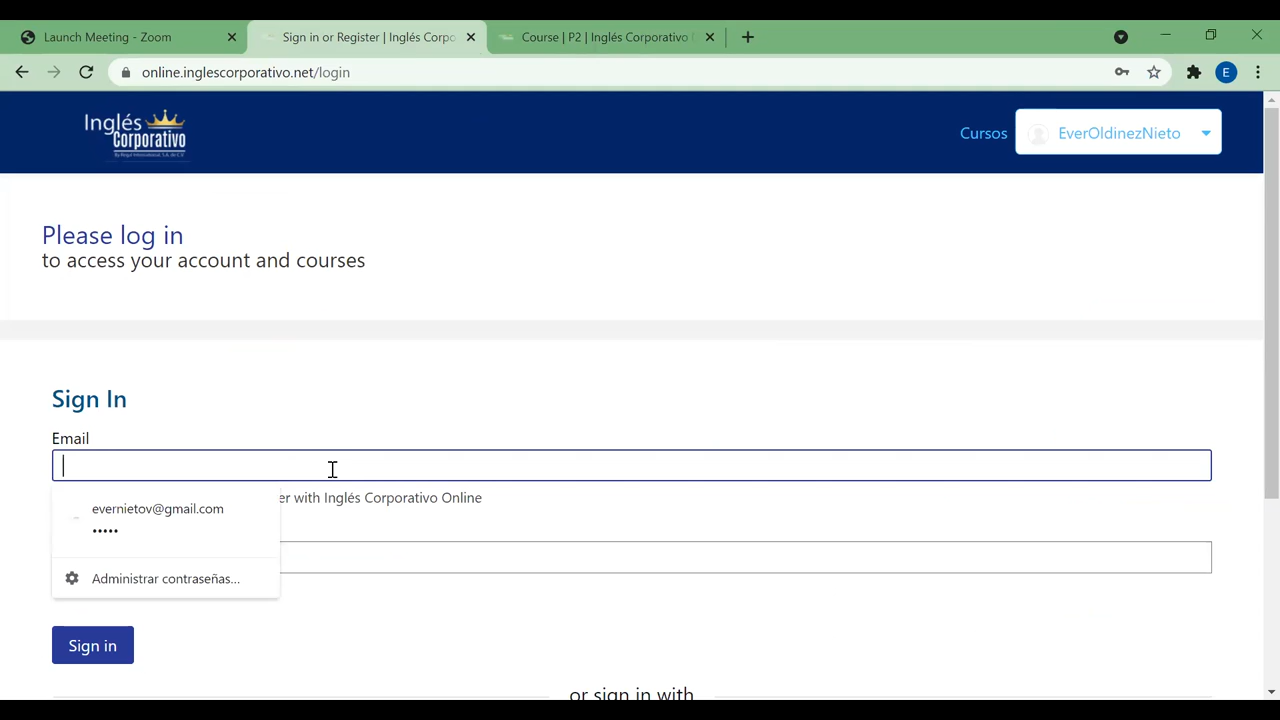 Launch Meeting - Zoom
Sign in or Register | Inglés Corpo
Course | P2 | Inglés Corporativo
online.inglescorporativo.net/login
E
Inglés
Corporativo
Cursos
EverOldinezNieto
Please log in
to access your account and courses
Sign In
Email
er with Inglés Corporativo Online
evernietov@gmail.com
•••••
Administrar contraseñas...
Sign in
or sign in with